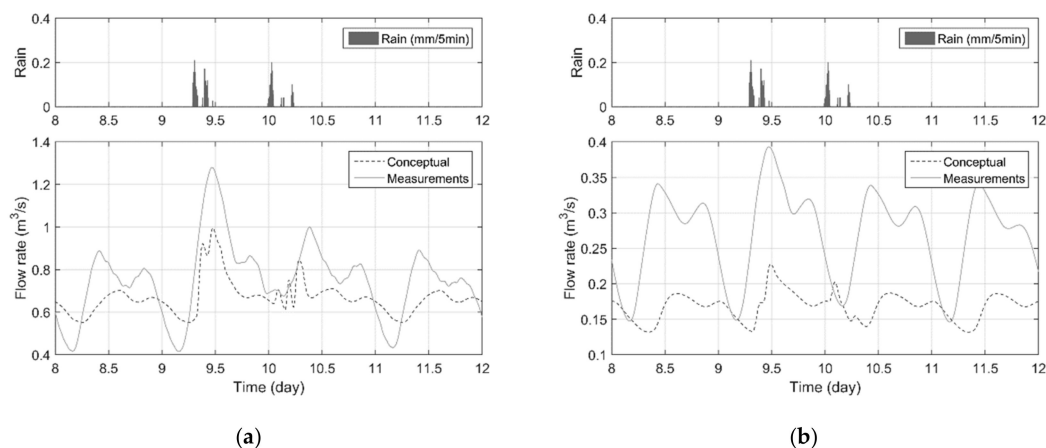 0.4
0.2
0
Rain
Rain (mm/5min)
8 8.5 9 9.5 10 10.5 11 11.5 12
1.4
1.2
1
0.8
0.6
0.4
Flow rate (m³/s)
Conceptual
Measurements
8 8.5 9 9.5 10 10.5 11 11.5 12
Time (day)
(a)
0.4
0.2
0
Rain
Rain (mm/5min)
8 8.5 9 9.5 10 10.5 11 11.5 12
0.4
0.35
0.3
0.25
0.2
0.15
0.1
Flow rate (m³/s)
Conceptual
Measurements
8 8.5 9 9.5 10 10.5 11 11.5 12
Time (day)
(b)